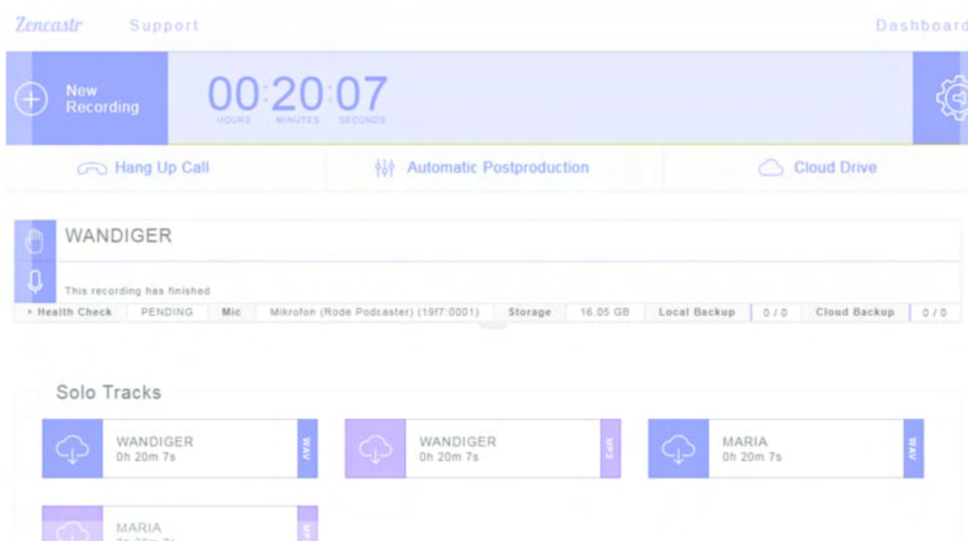 Zencastr Support Dashboard
New
Recording
00:20:07
HOURS MINUTES SECONDS
Hang Up Call Automatic Postproduction Cloud Drive
WANDIGER
This recording has finished
Health Check PENDING Mic Mikrofon (Rode Podcaster) (19f7:0001) Storage 16.05 GB Local Backup 0 / 0 Cloud Backup 0 / 0
Solo Tracks
WANDIGER WAV WANDIGER MP3 MARIA WAV
0h 20m 7s 0h 20m 7s 0h 20m 7s
MARIA
0h 20m 7s